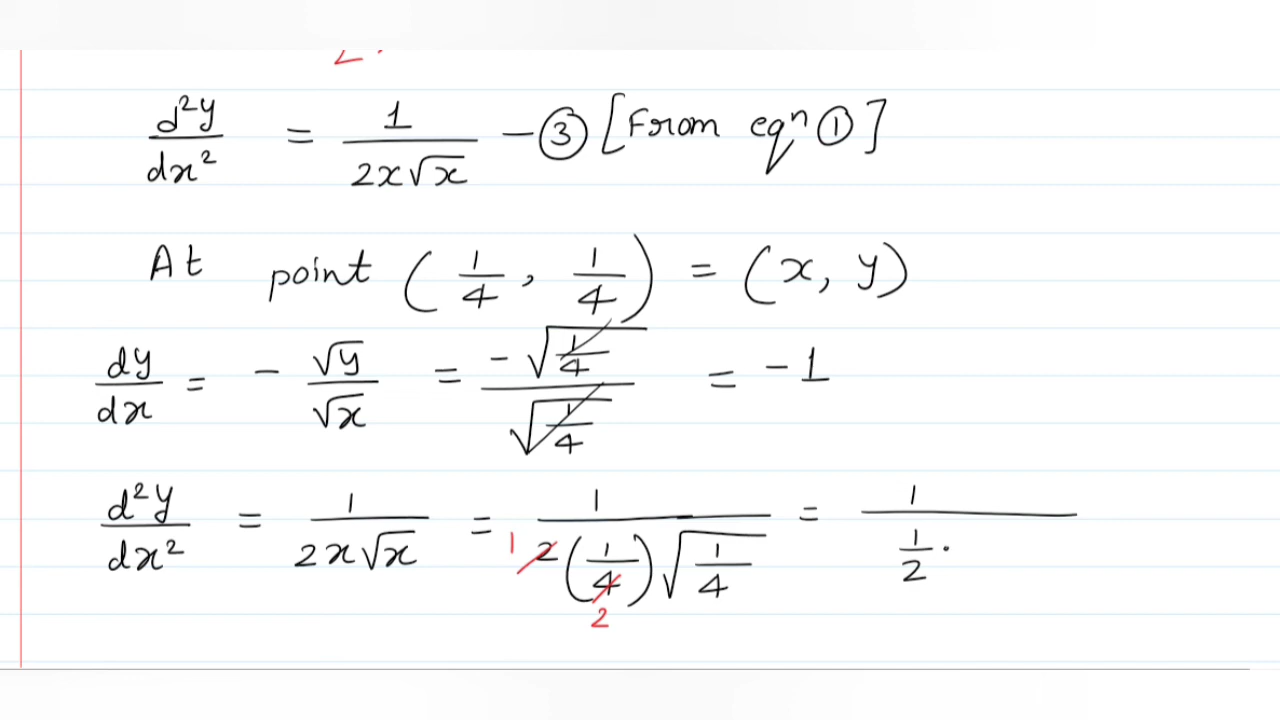 d²y/dx² = 1/(2x√x) – ③ [From eqⁿ ①]
At point (1/4, 1/4) = (x, y)
dy/dx = - √y/√x = -√(1/4)/√(1/4) = -1
d²y/dx² = 1/(2x√x) = 1/(2(1/4)√(1/4)) = 1/(1/2 ·
1
2